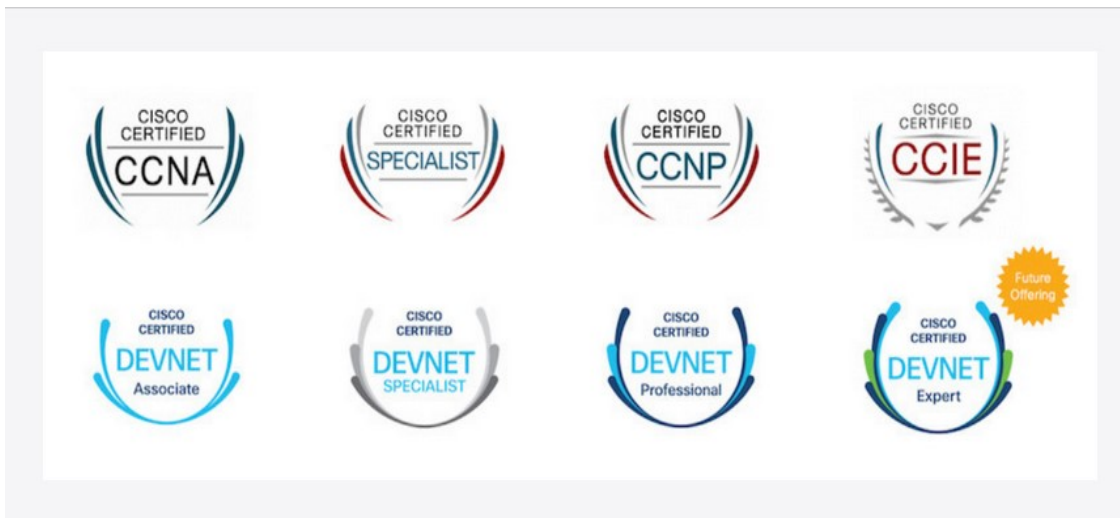 CISCO
CERTIFIED
CCNA
CISCO
CERTIFIED
SPECIALIST
CISCO
CERTIFIED
CCNP
CISCO
CERTIFIED
CCIE
CISCO
CERTIFIED
DEVNET
Associate
CISCO
CERTIFIED
DEVNET
SPECIALIST
CISCO
CERTIFIED
DEVNET
Professional
Future
Offering
CISCO
CERTIFIED
DEVNET
Expert